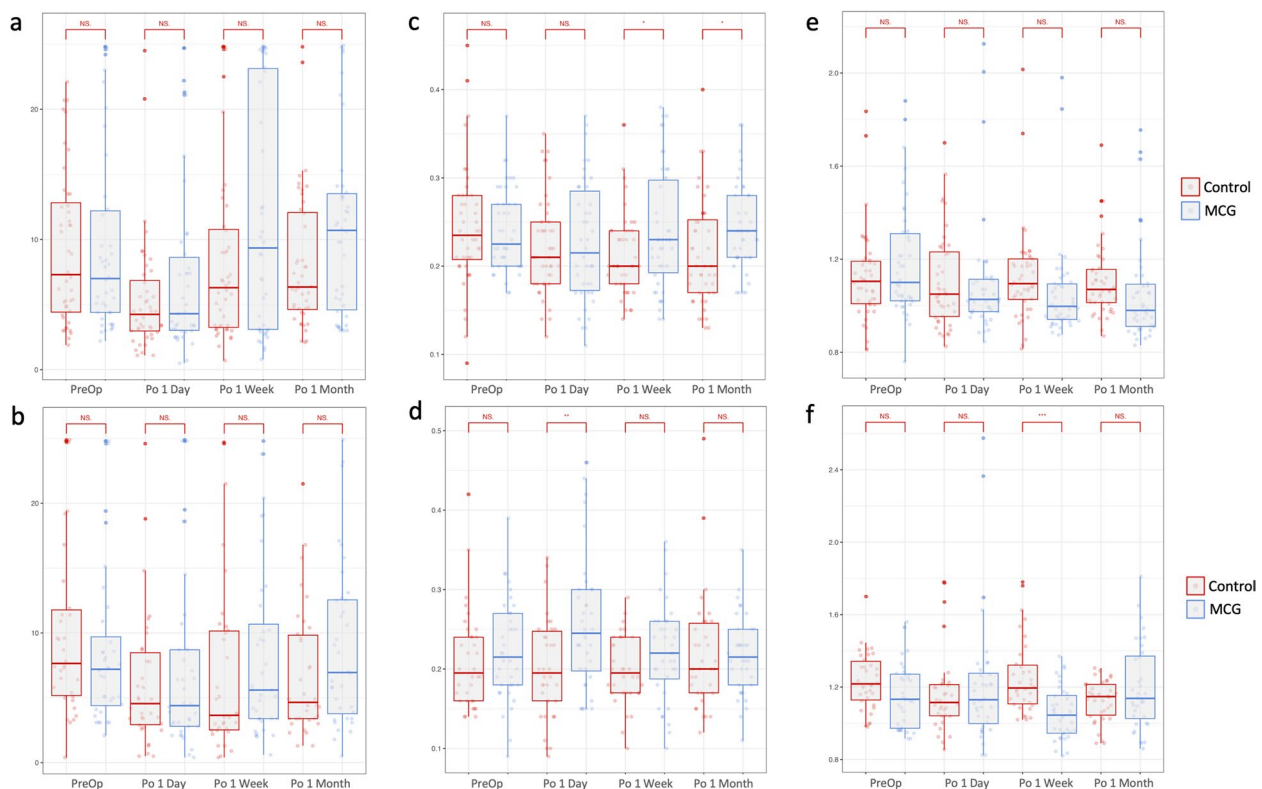 a
NS.
NS.
NS.
NS.
20
10
0
PreOp
Po 1 Day
Po 1 Week
Po 1 Month
c
NS.
NS.
*
*
0.4
0.3
0.2
0.1
PreOp
Po 1 Day
Po 1 Week
Po 1 Month
e
NS.
NS.
NS.
NS.
2.0
1.6
1.2
0.8
PreOp
Po 1 Day
Po 1 Week
Po 1 Month
Control
MCG
b
NS.
NS.
NS.
NS.
20
10
0
PreOp
Po 1 Day
Po 1 Week
Po 1 Month
d
NS.
**
NS.
NS.
0.5
0.4
0.3
0.2
0.1
PreOp
Po 1 Day
Po 1 Week
Po 1 Month
f
NS.
NS.
***
NS.
2.4
2.0
1.6
1.2
0.8
PreOp
Po 1 Day
Po 1 Week
Po 1 Month
Control
MCG